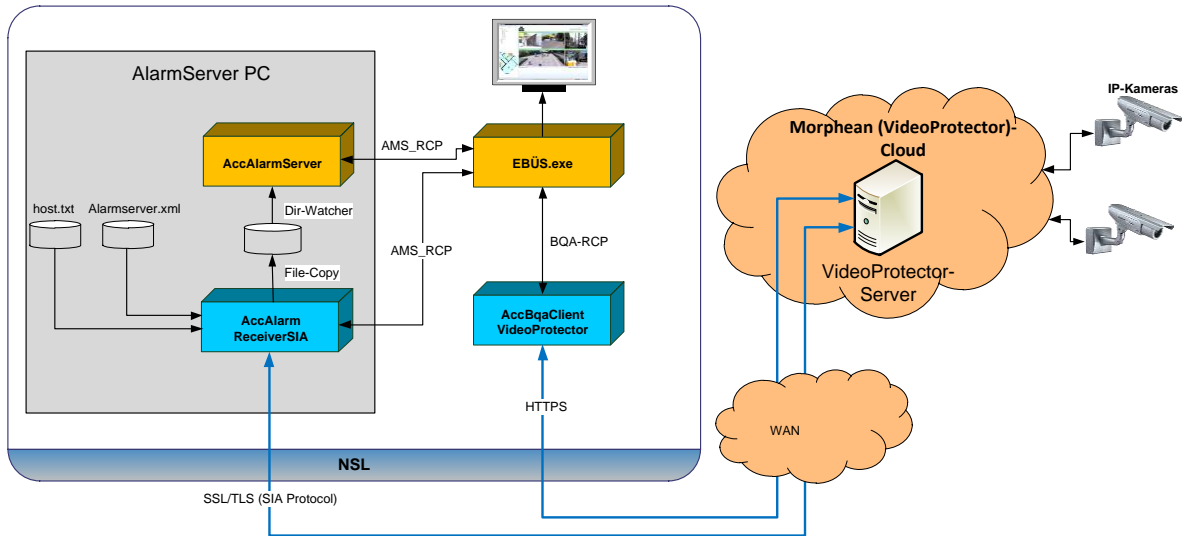 AlarmServer PC
AccAlarmServer
AMS_RCP
EBÜS.exe
host.txt
Alarmserver.xml
Dir-Watcher
AMS_RCP
BQA-RCP
File-Copy
AccAlarm
ReceiverSIA
AccBqaClient
VideoProtector
HTTPS
NSL
SSL/TLS (SIA Protocol)
IP-Kameras
Morphean (VideoProtector)-
Cloud
VideoProtector-
Server
WAN